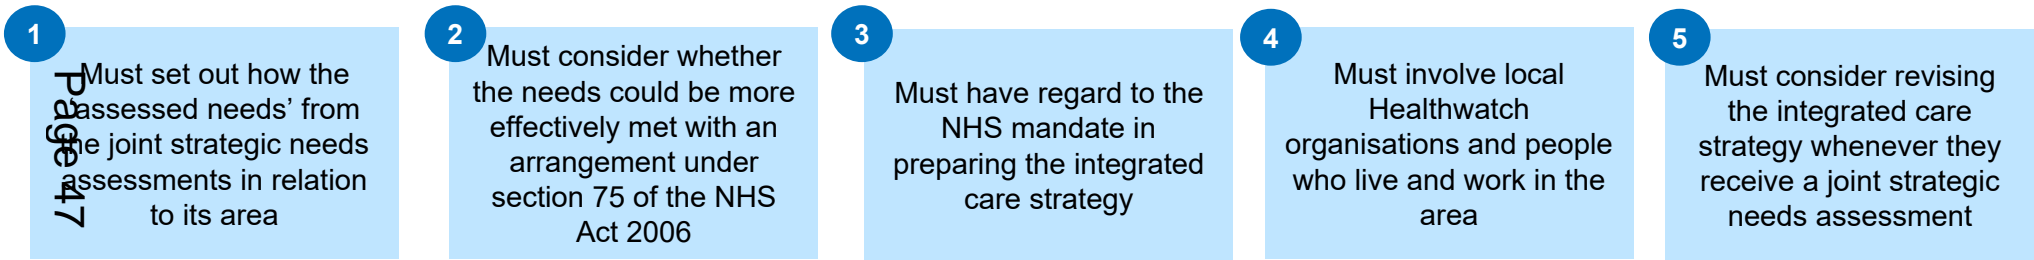 1
Must set out how the
‘assessed needs’ from
the joint strategic needs
assessments in relation
to its area
Page 47
2
Must consider whether
the needs could be more
effectively met with an
arrangement under
section 75 of the NHS
Act 2006
3
Must have regard to the
NHS mandate in
preparing the integrated
care strategy
4
Must involve local
Healthwatch
organisations and people
who live and work in the
area
5
Must consider revising
the integrated care
strategy whenever they
receive a joint strategic
needs assessment